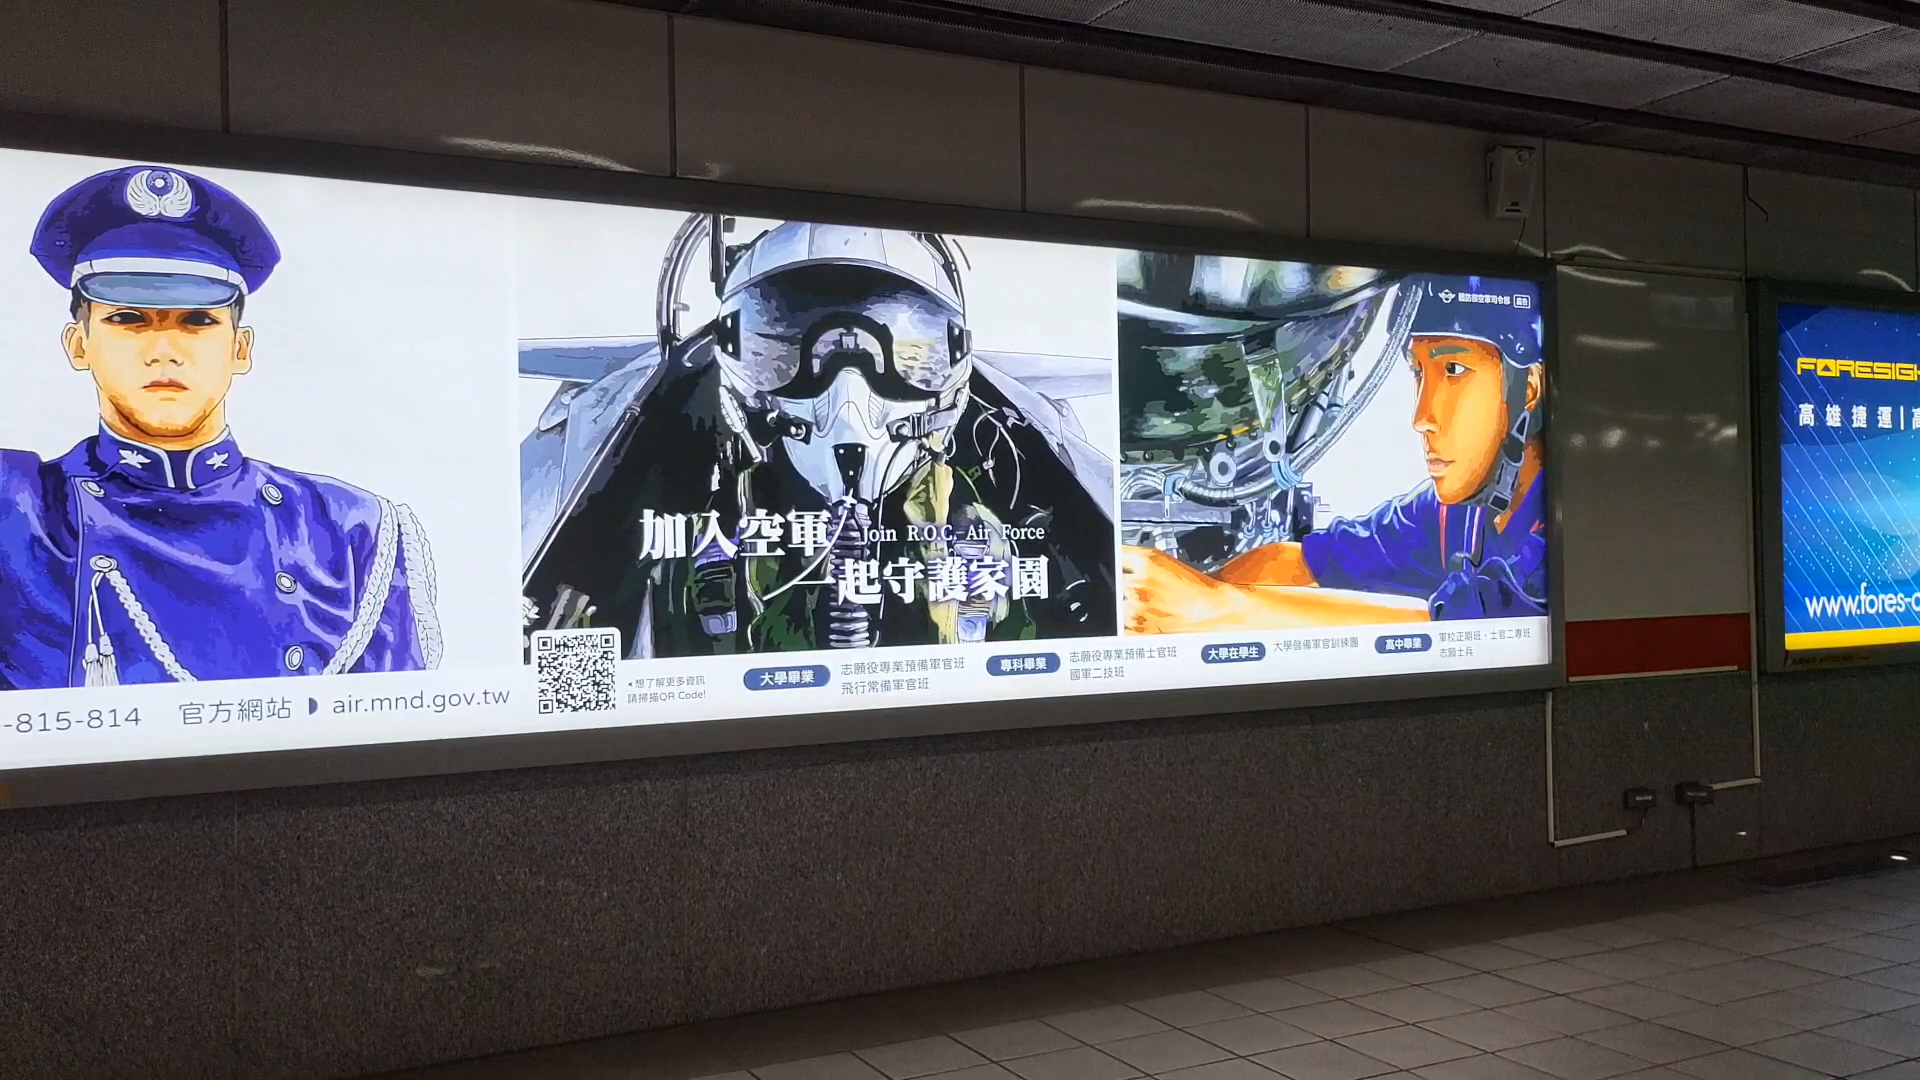 加入空軍
Join R.O.C. Air Force
一起守護家園
國防部空軍司令部 廣告
-815-814 官方網站 air.mnd.gov.tw
想了解更多資訊
請掃描QR Code!
大學畢業
志願役專業預備軍官班
飛行常備軍官班
專科畢業
志願役專業預備士官班
國軍二技班
大學在學生
大學儲備軍官訓練團
高中畢業
軍校正期班、士官二專班
志願士兵
FORESIGH
高雄捷運|高
www.fores-c